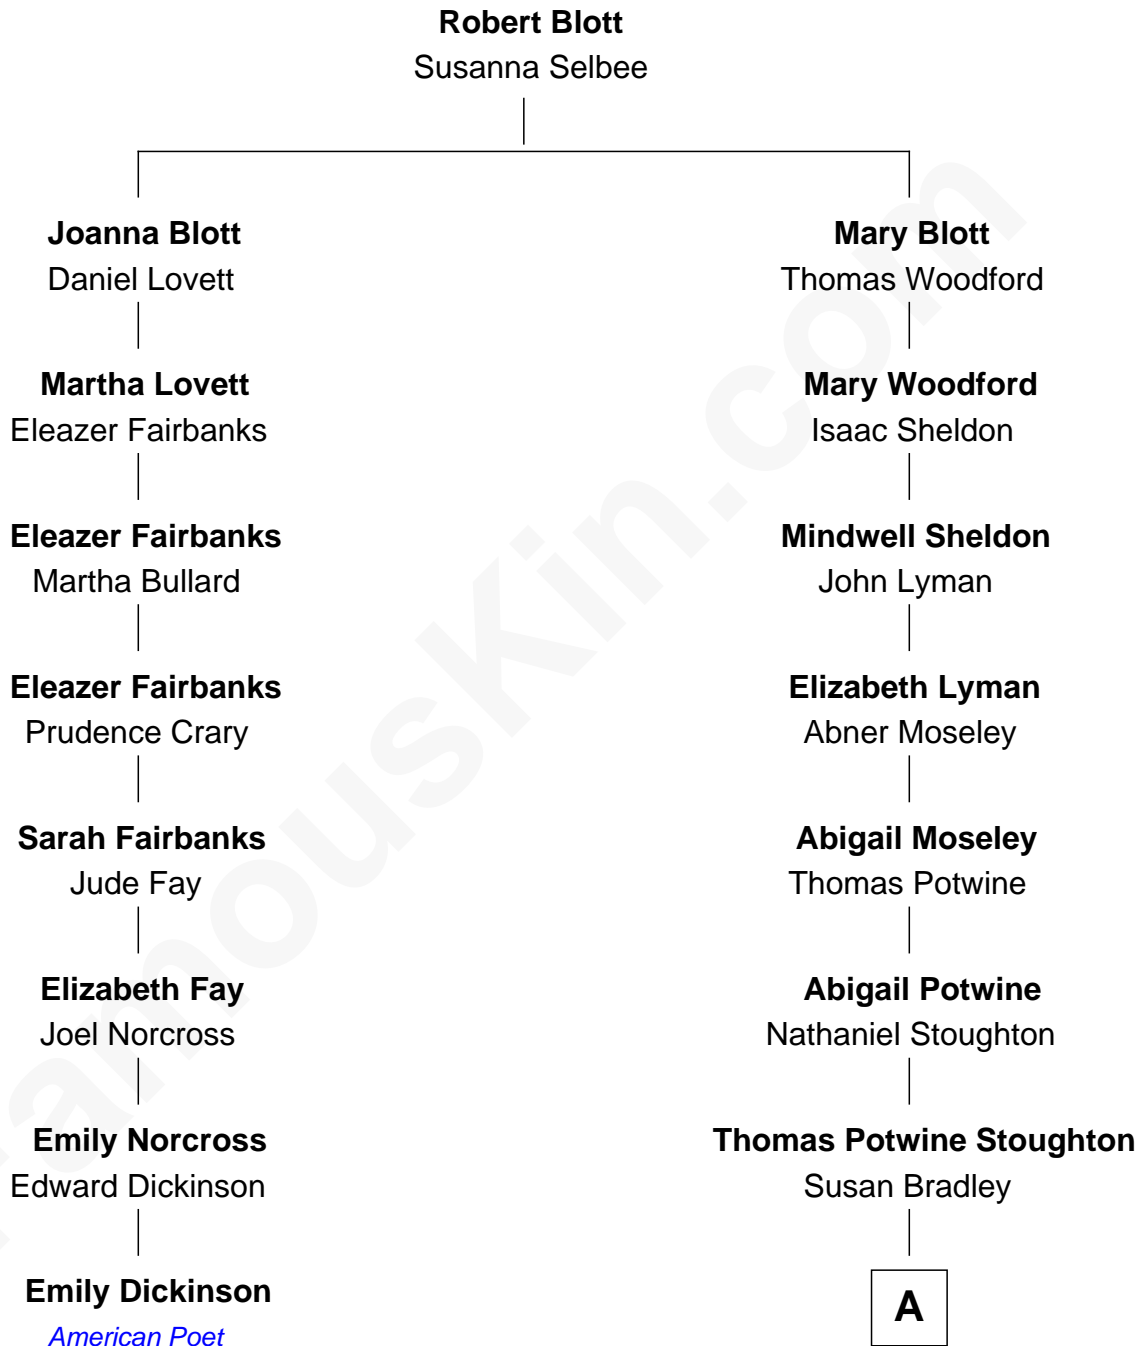 Robert Blott
Susanna Selbee
Joanna Blott
Daniel Lovett
Mary Blott
Thomas Woodford
Martha Lovett
Eleazer Fairbanks
Mary Woodford
Isaac Sheldon
Eleazer Fairbanks
Martha Bullard
Mindwell Sheldon
John Lyman
Eleazer Fairbanks
Prudence Crary
Elizabeth Lyman
Abner Moseley
Sarah Fairbanks
Jude Fay
Abigail Moseley
Thomas Potwine
Elizabeth Fay
Joel Norcross
Abigail Potwine
Nathaniel Stoughton
Emily Norcross
Edward Dickinson
Thomas Potwine Stoughton
Susan Bradley
Emily Dickinson
American Poet
A
FamousKin.com